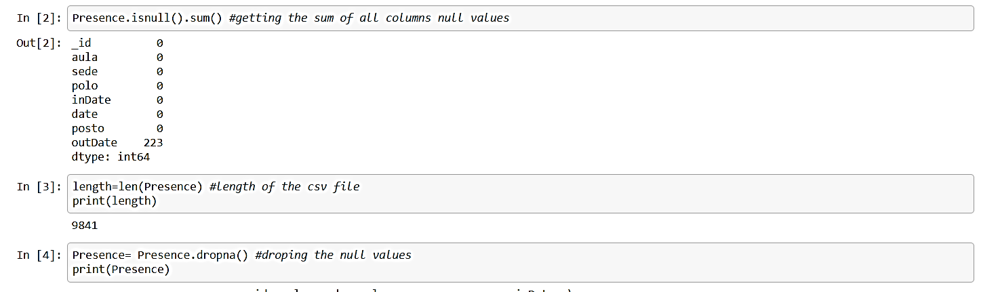 In [2]: Presence.isnull().sum() #getting the sum of all columns null values
Out[2]: _id 0
aula 0
sede 0
polo 0
inDate 0
date 0
posto 0
outDate 223
dtype: int64
In [3]: length=len(Presence) #length of the csv file
print(length)
9841
In [4]: Presence= Presence.dropna() #droping the null values
print(Presence)